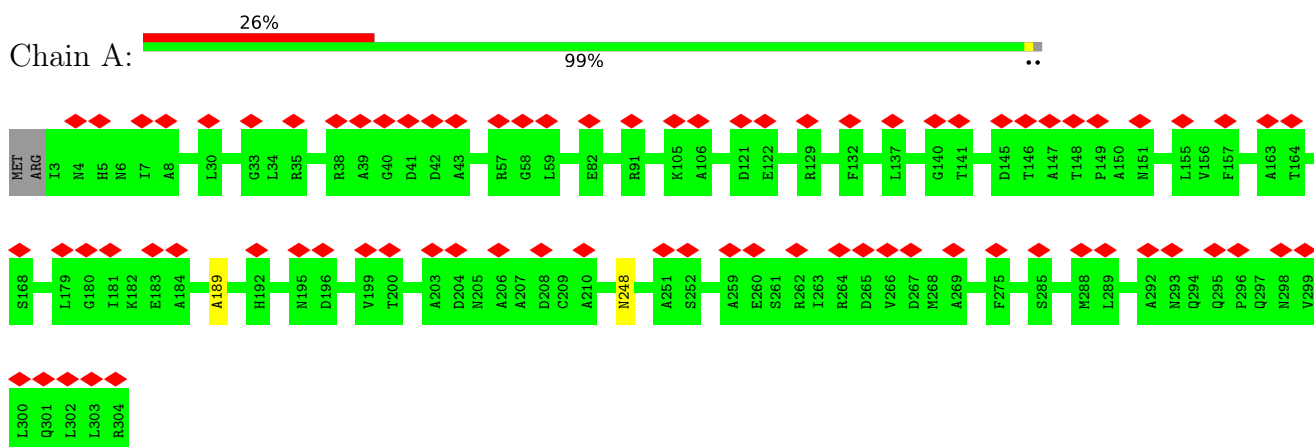 26%
Chain A:
99%
••
MET ARG I3 N4 H5 N6 I7 A8 L30 G33 L34 R35 R38 A39 G40 D41 D42 A43 R57 G58 L59 E82 R91 K105 A106 D121 E122 R129 F132 L137 G140 T141 D145 T146 A147 T148 P149 A150 N151 L155 V156 F157 A163 T164
S168 L179 G180 I181 K182 E183 A184 A189 H192 N195 D196 V199 T200 A203 D204 N205 A206 A207 D208 C209 A210 N248 A251 S252 A259 E260 S261 R262 I263 R264 D265 V266 D267 M268 A269 F275 S285 M288 L289 A292 N293 Q294 Q295 P296 Q297 N298 V299
L300 Q301 L302 L303 R304